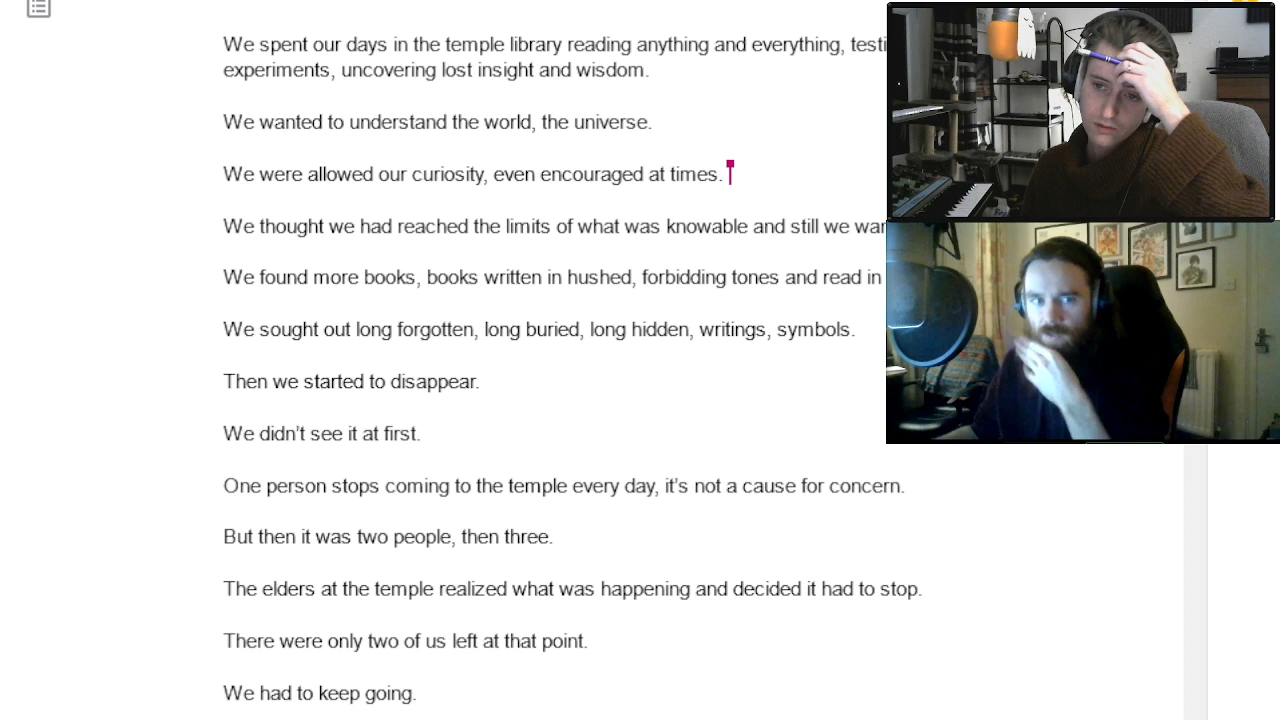 We spent our days in the temple library reading anything and everything,
experiments, uncovering lost insight and wisdom.
We wanted to understand the world, the universe.
We were allowed our curiosity, even encouraged at times.
We thought we had reached the limits of what was knowable and still we
We found more books, books written in hushed, forbidding tones and read in
We sought out long forgotten, long buried, long hidden, writings, symbols.
Then we started to disappear.
We didn’t see it at first.
One person stops coming to the temple every day, it’s not a cause for concern.
But then it was two people, then three.
The elders at the temple realized what was happening and decided it had to stop.
There were only two of us left at that point.
We had to keep going.